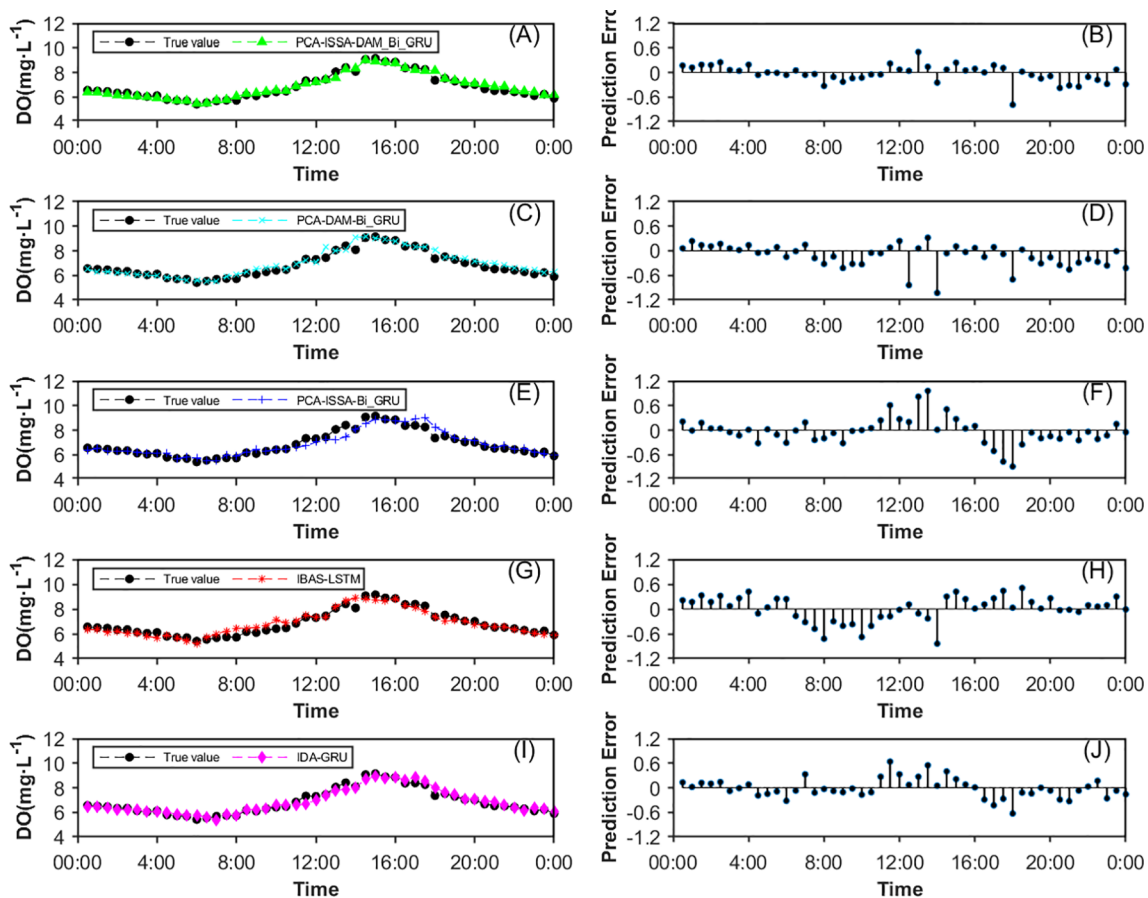 12
10
8
6
4
DO(mg·L⁻¹)
True value
PCA-ISSA-DAM_Bi_GRU
(A)
00:00 4:00 8:00 12:00 16:00 20:00 0:00
Time
1.2
0.6
0
-0.6
-1.2
Prediction Error
(B)
00:00 4:00 8:00 12:00 16:00 20:00 0:00
Time
12
10
8
6
4
DO(mg·L⁻¹)
True value
PCA-DAM-Bi_GRU
(C)
00:00 4:00 8:00 12:00 16:00 20:00 0:00
Time
1.2
0.6
0
-0.6
-1.2
Prediction Error
(D)
00:00 4:00 8:00 12:00 16:00 20:00 0:00
Time
12
10
8
6
4
DO(mg·L⁻¹)
True value
PCA-ISSA-Bi_GRU
(E)
00:00 4:00 8:00 12:00 16:00 20:00 0:00
Time
1.2
0.6
0
-0.6
-1.2
Prediction Error
(F)
00:00 4:00 8:00 12:00 16:00 20:00 0:00
Time
12
10
8
6
4
DO(mg·L⁻¹)
True value
IBAS-LSTM
(G)
00:00 4:00 8:00 12:00 16:00 20:00 0:00
Time
1.2
0.6
0
-0.6
-1.2
Prediction Error
(H)
00:00 4:00 8:00 12:00 16:00 20:00 0:00
Time
12
10
8
6
4
DO(mg·L⁻¹)
True value
IDA-GRU
(I)
00:00 4:00 8:00 12:00 16:00 20:00 0:00
Time
1.2
0.6
0
-0.6
-1.2
Prediction Error
(J)
00:00 4:00 8:00 12:00 16:00 20:00 0:00
Time